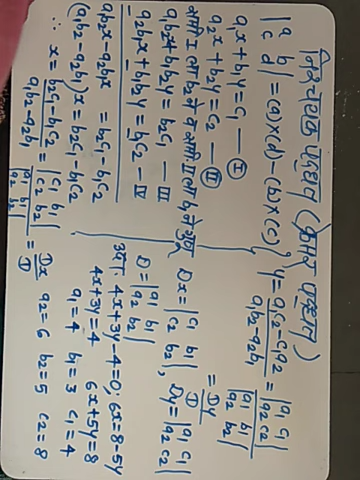 निश्चयक पद्धत (क्रामर पद्धत)
|a b|
|c d| = (a)×(d) – (b)×(c)
a₁x + b₁y = c₁ — I
a₂x + b₂y = c₂ — II
समी I ला b₂ ने व समी II ला b₁ ने गुणू
a₁b₂x + b₁b₂y = b₂c₁ — III
a₂b₁x + b₁b₂y = b₁c₂ — IV
a₁b₂x – a₂b₁x = b₂c₁ – b₁c₂
(a₁b₂ – a₂b₁)x = b₂c₁ – b₁c₂
∴ x = b₂c₁ – b₁c₂ / a₁b₂ – a₂b₁ = |c₁ b₁; c₂ b₂| / |a₁ b₁; a₂ b₂| = Dx / D
y = a₁c₂ – c₁a₂ / a₁b₂ – a₂b₁ = |a₁ c₁; a₂ c₂| / |a₁ b₁; a₂ b₂|
= Dy / D
Dx = |c₁ b₁; c₂ b₂|, Dy = |a₁ c₁; a₂ c₂|
D = |a₁ b₁; a₂ b₂|
उदा. 4x + 3y – 4 = 0; 6x = 8 – 5y
4x + 3y = 4 6x + 5y = 8
a₁ = 4 b₁ = 3 c₁ = 4
a₂ = 6 b₂ = 5 c₂ = 8